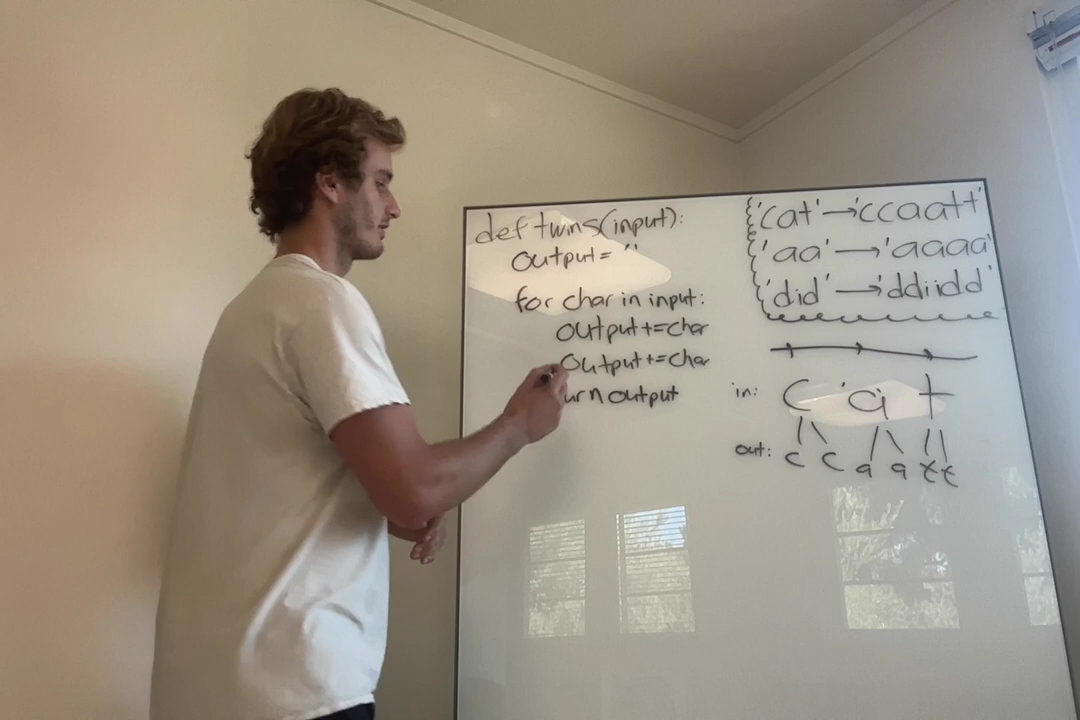 def twins(input):
output = ''
for char in input:
output += char
output += char
urn output
'cat' → 'ccaatt'
'aa' → 'aaaa'
'did' → 'ddiidd'
in: c a t
out: c c a a t t